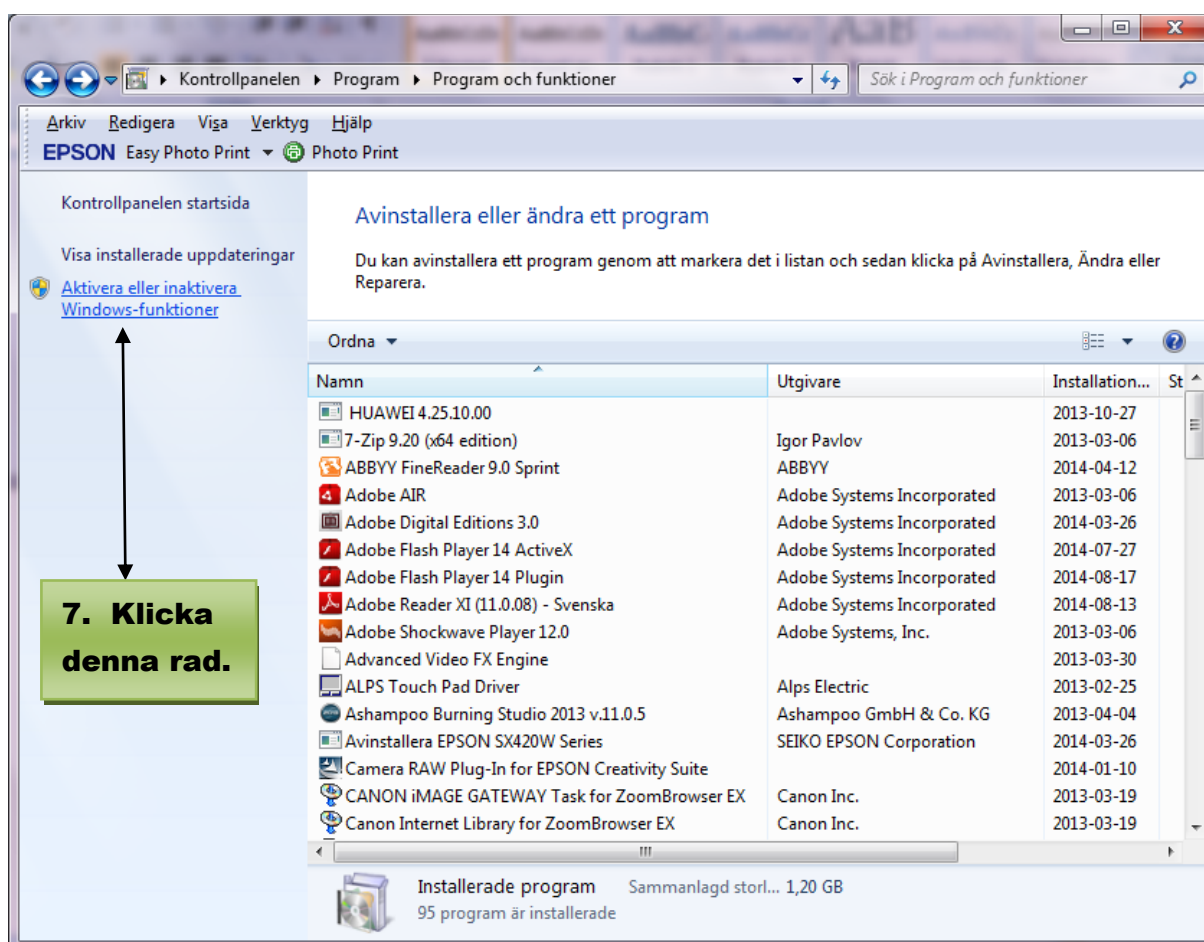 Kontrollpanelen ▸ Program ▸ Program och funktioner
Sök i Program och funktioner
Arkiv Redigera Visa Verktyg Hjälp
EPSON Easy Photo Print Photo Print
Kontrollpanelen startsida
Visa installerade uppdateringar
Aktivera eller inaktivera
Windows-funktioner
7. Klicka
denna rad.
Avinstallera eller ändra ett program
Du kan avinstallera ett program genom att markera det i listan och sedan klicka på Avinstallera, Ändra eller
Reparera.
Ordna
Namn Utgivare Installation... St
HUAWEI 4.25.10.00 2013-10-27
7-Zip 9.20 (x64 edition) Igor Pavlov 2013-03-06
ABBYY FineReader 9.0 Sprint ABBYY 2014-04-12
Adobe AIR Adobe Systems Incorporated 2013-03-06
Adobe Digital Editions 3.0 Adobe Systems Incorporated 2014-03-26
Adobe Flash Player 14 ActiveX Adobe Systems Incorporated 2014-07-27
Adobe Flash Player 14 Plugin Adobe Systems Incorporated 2014-08-17
Adobe Reader XI (11.0.08) - Svenska Adobe Systems Incorporated 2014-08-13
Adobe Shockwave Player 12.0 Adobe Systems, Inc. 2013-03-06
Advanced Video FX Engine 2013-03-30
ALPS Touch Pad Driver Alps Electric 2013-02-25
Ashampoo Burning Studio 2013 v.11.0.5 Ashampoo GmbH & Co. KG 2013-04-04
Avinstallera EPSON SX420W Series SEIKO EPSON Corporation 2014-03-26
Camera RAW Plug-In for EPSON Creativity Suite 2014-01-10
CANON iMAGE GATEWAY Task for ZoomBrowser EX Canon Inc. 2013-03-19
Canon Internet Library for ZoomBrowser EX Canon Inc. 2013-03-19
Installerade program Sammanlagd storl... 1,20 GB
95 program är installerade